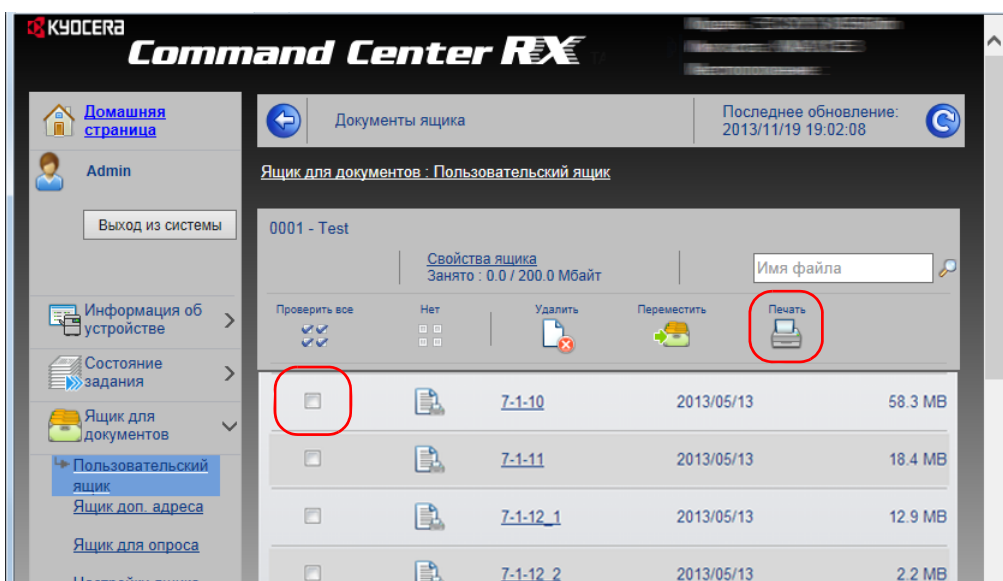 KYOCERA
Command Center RX
Домашняя
страница
Документы ящика
Последнее обновление:
2013/11/19 19:02:08
Admin
Ящик для документов : Пользовательский ящик
Выход из системы
0001 - Test
Свойства ящика
Занято : 0.0 / 200.0 Мбайт
Имя файла
Информация об
устройстве
Проверить все
Нет
Удалить
Переместить
Печать
Состояние
задания
7-1-10 2013/05/13 58.3 MB
Ящик для
документов
7-1-11 2013/05/13 18.4 MB
Пользовательский
ящик
Ящик доп. адреса
7-1-12_1 2013/05/13 12.9 MB
Ящик для опроса
7-1-12_2 2013/05/13 2.2 MB